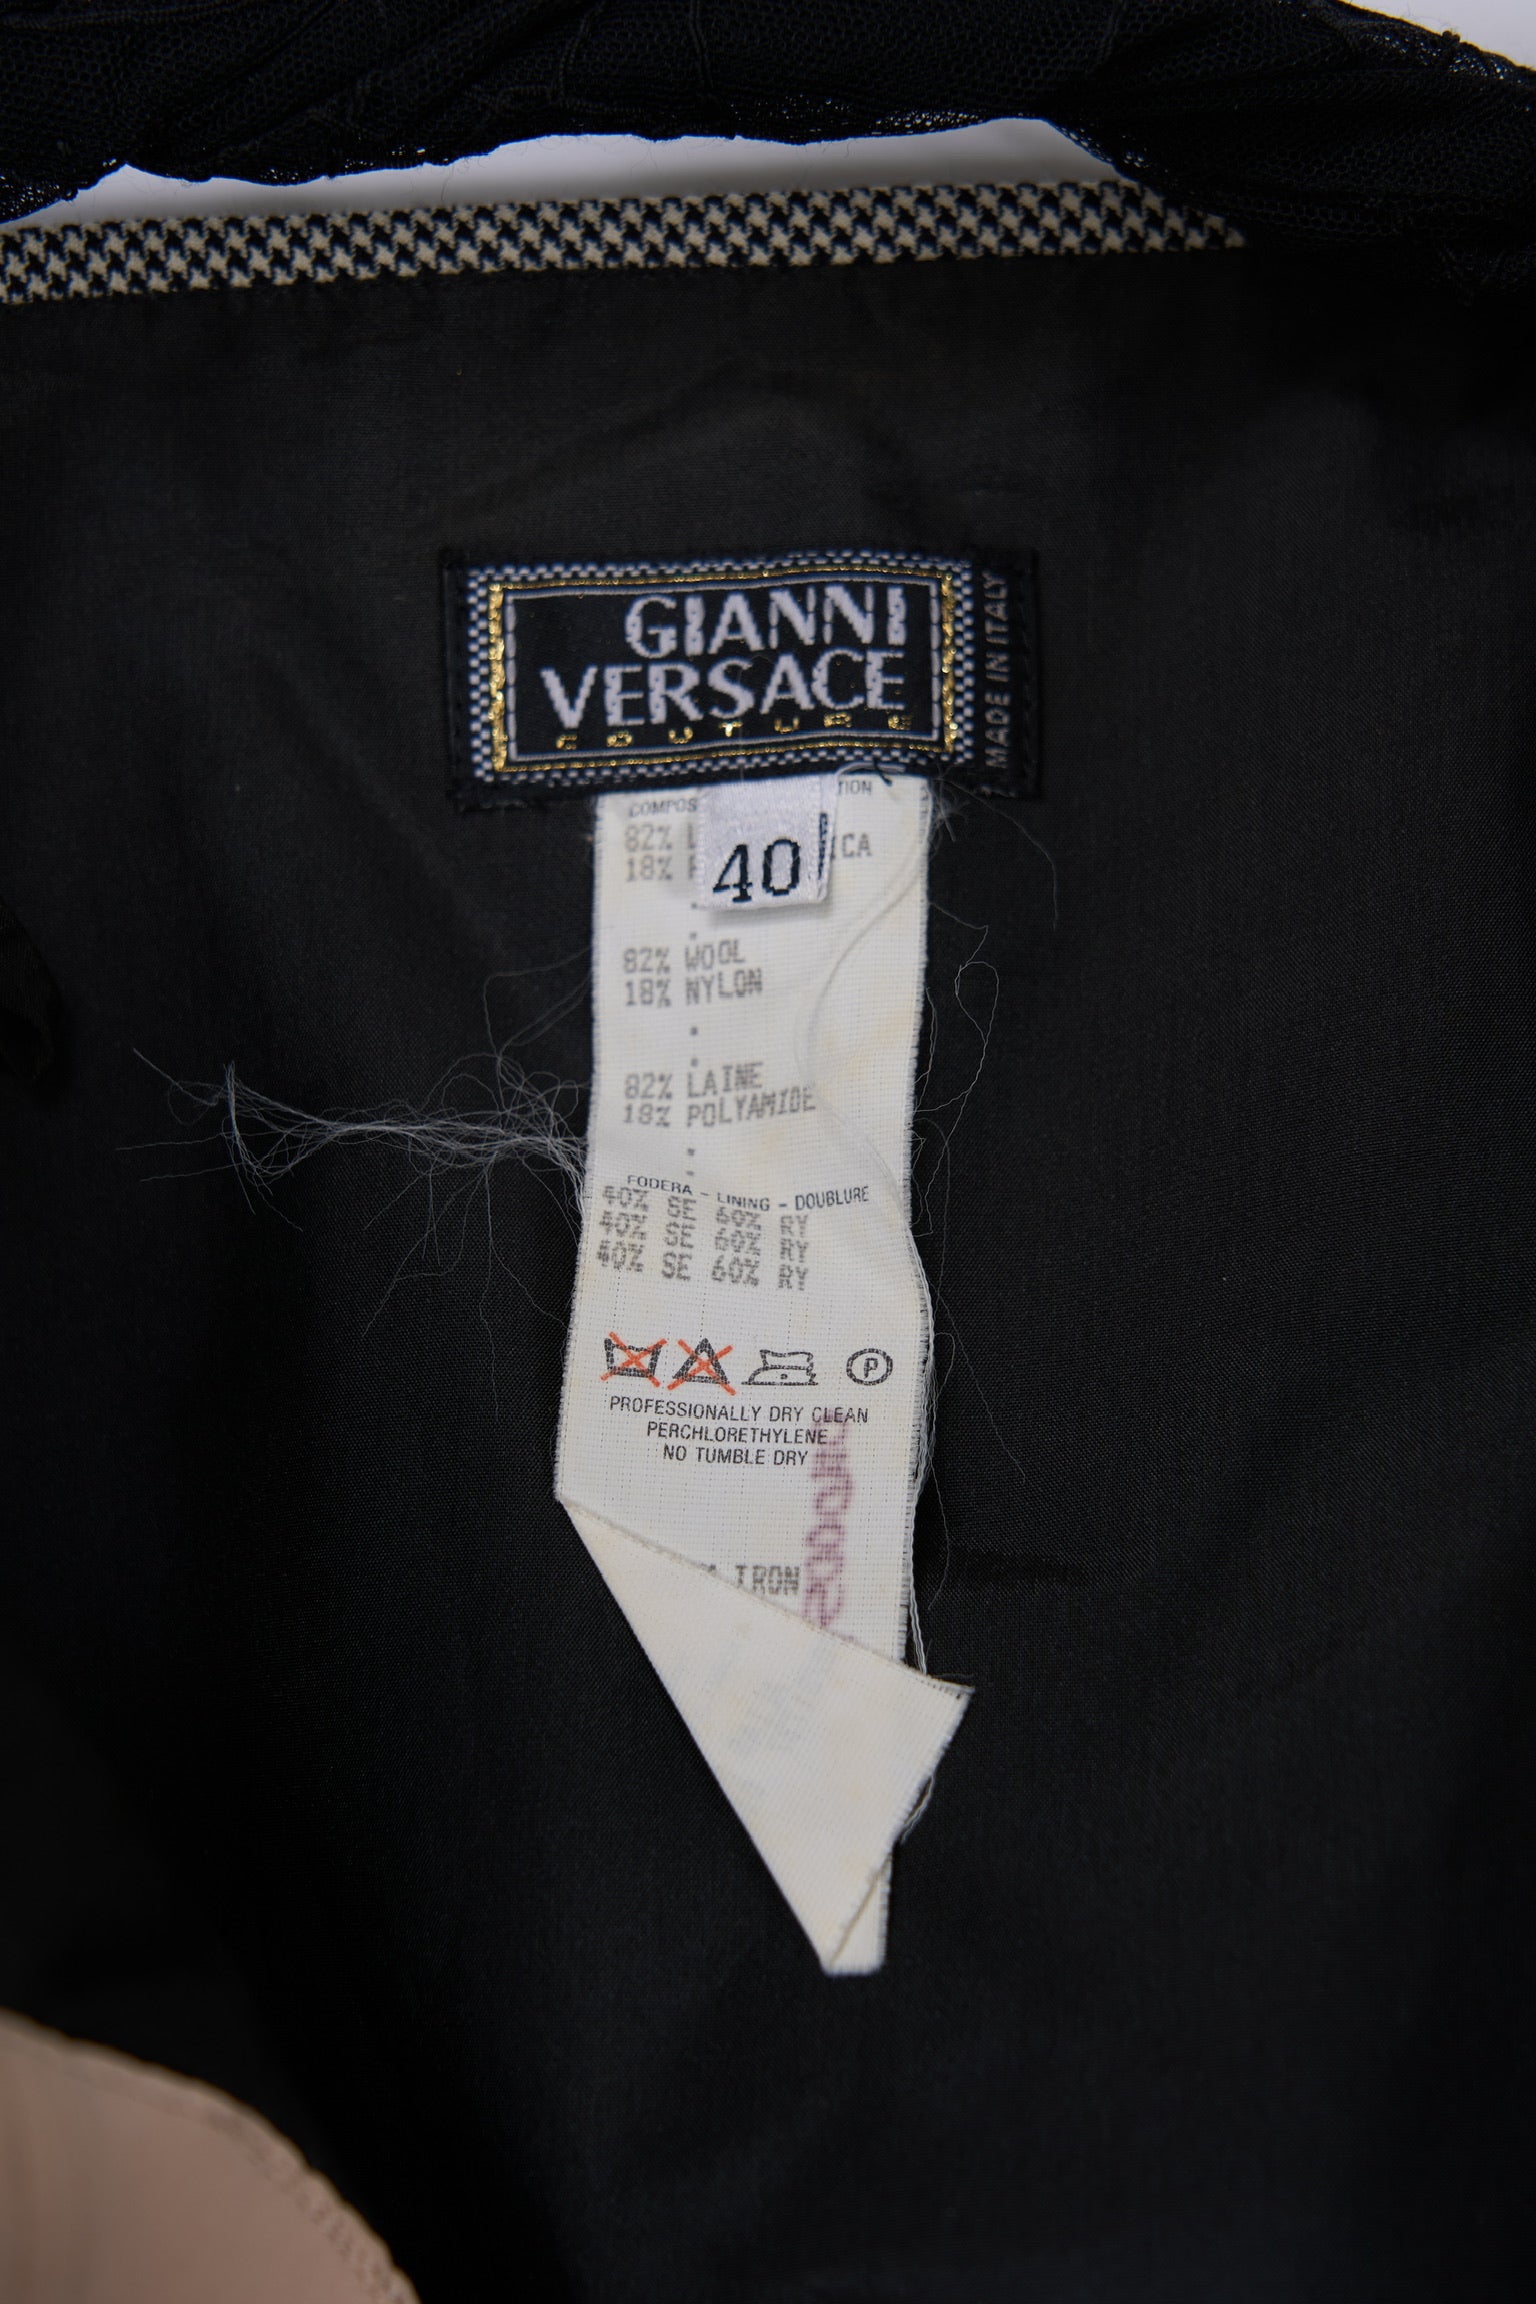 GIANNI
VERSACE
COUTURE
MADE IN ITALY
40
82%
18%
82% WOOL
18% NYLON
82% LAINE
18% POLYAMIDE
FODERA - LINING - DOUBLURE
40% SE 60% RY
40% SE 60% RY
40% SE 60% RY
P
PROFESSIONALLY DRY CLEAN
PERCHLORETHYLENE
NO TUMBLE DRY
IRON